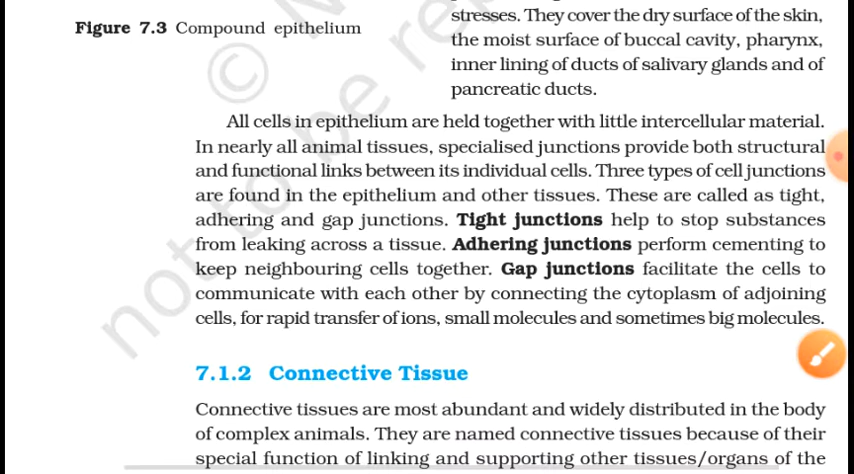 stresses. They cover the dry surface of the skin,
Figure 7.3 Compound epithelium
the moist surface of buccal cavity, pharynx,
inner lining of ducts of salivary glands and of
pancreatic ducts.
All cells in epithelium are held together with little intercellular material.
In nearly all animal tissues, specialised junctions provide both structural
and functional links between its individual cells. Three types of cell junctions
are found in the epithelium and other tissues. These are called as tight,
adhering and gap junctions. Tight junctions help to stop substances
from leaking across a tissue. Adhering junctions perform cementing to
keep neighbouring cells together. Gap junctions facilitate the cells to
communicate with each other by connecting the cytoplasm of adjoining
cells, for rapid transfer of ions, small molecules and sometimes big molecules.
7.1.2 Connective Tissue
Connective tissues are most abundant and widely distributed in the body
of complex animals. They are named connective tissues because of their
special function of linking and supporting other tissues/organs of the
© N
not to be re